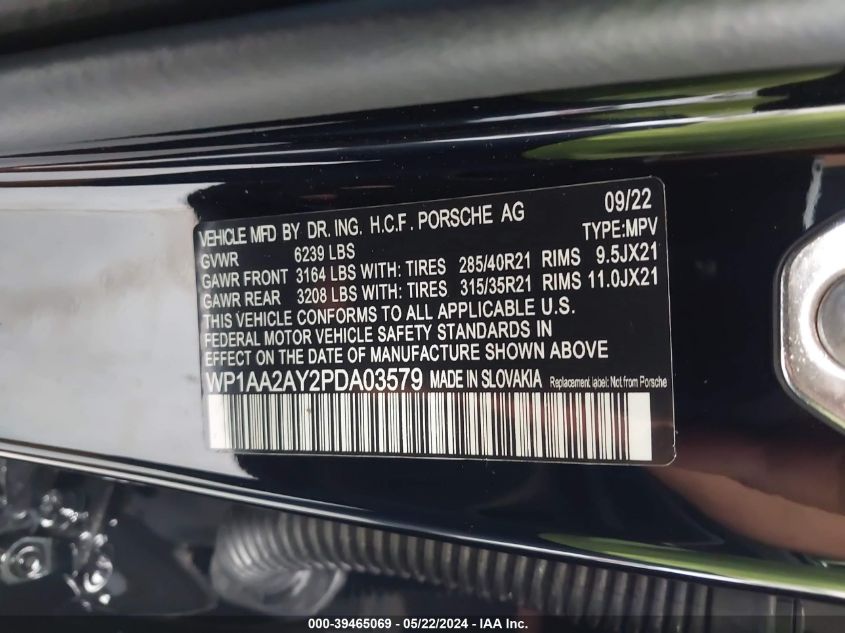 09/22
VEHICLE MFD BY DR. ING. H.C.F. PORSCHE AG
GVWR 6239 LBS TYPE:MPV
GAWR FRONT 3164 LBS WITH: TIRES 285/40R21 RIMS 9.5JX21
GAWR REAR 3208 LBS WITH: TIRES 315/35R21 RIMS 11.0JX21
THIS VEHICLE CONFORMS TO ALL APPLICABLE U.S.
FEDERAL MOTOR VEHICLE SAFETY STANDARDS IN
EFFECT ON THE DATE OF MANUFACTURE SHOWN ABOVE
WP1AA2AY2PDA03579 MADE IN SLOVAKIA Replacement label: Not from Porsche
000-39465069 - 05/22/2024 - IAA Inc.